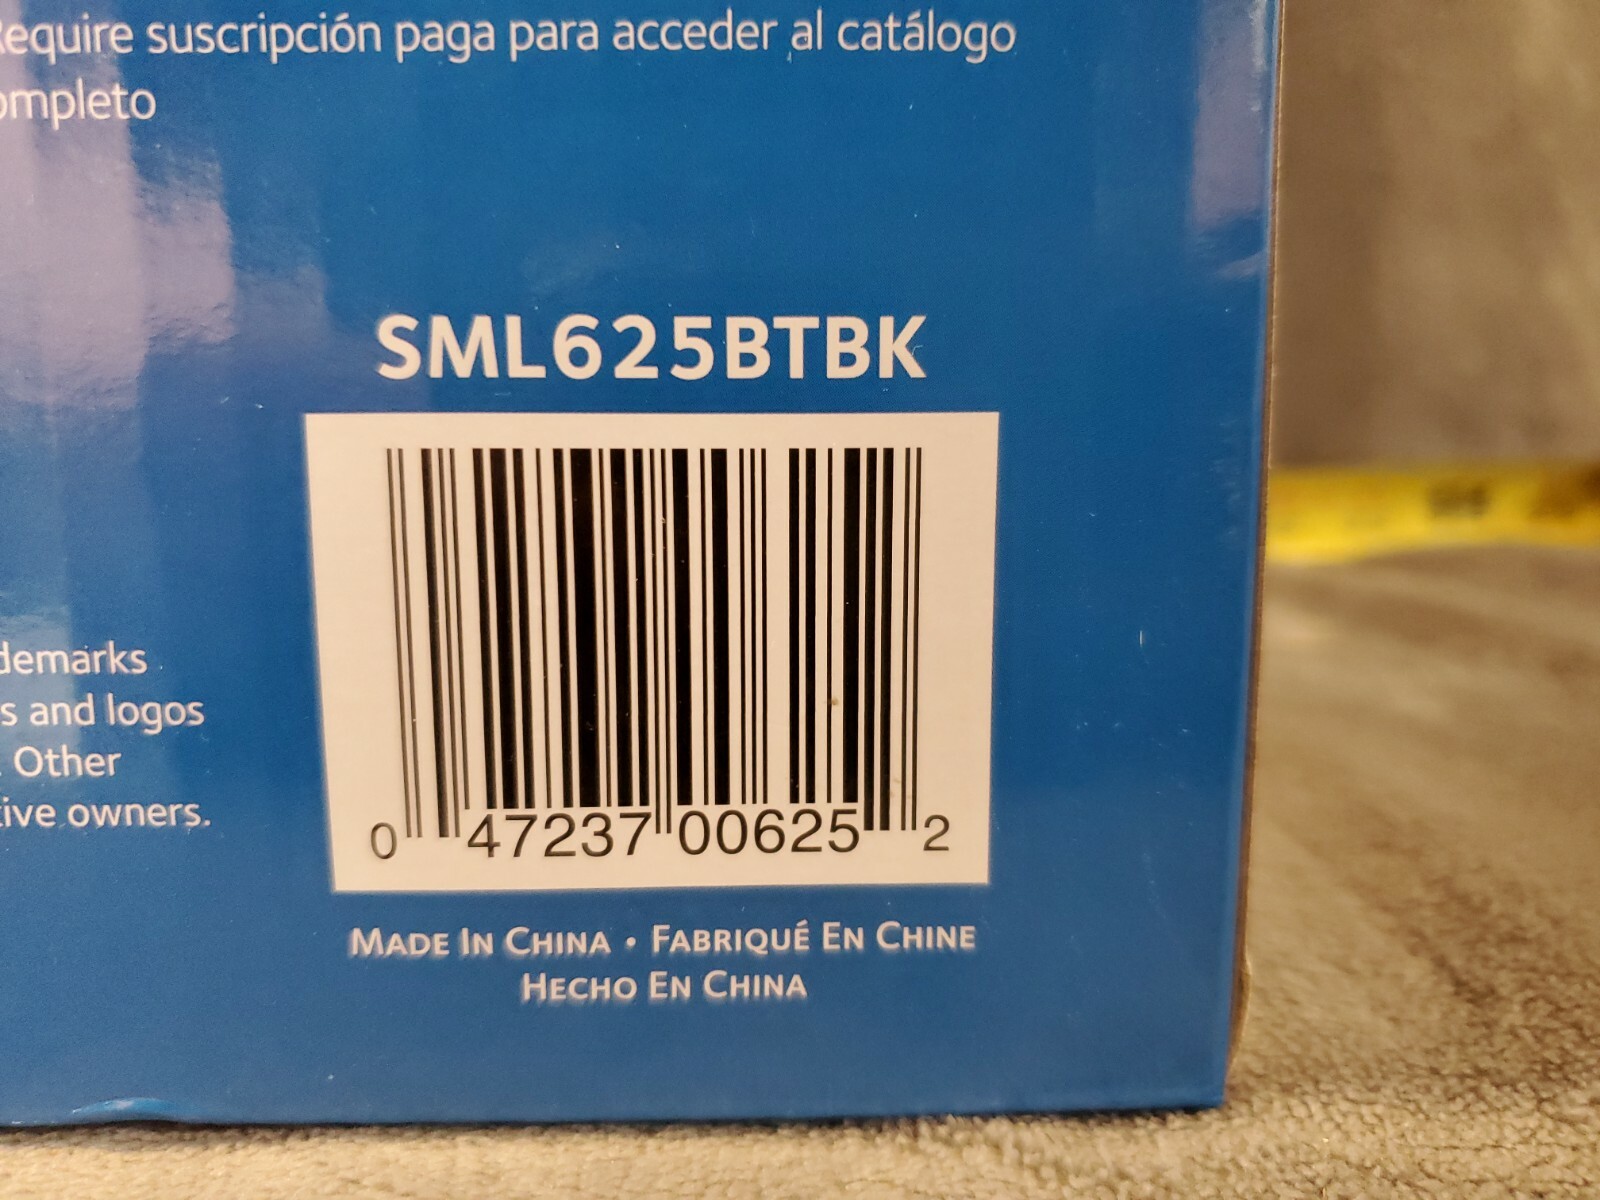 Require suscripción paga para acceder al catálogo
ompleto
SML625BTBK
0 47237 00625 2
demarks
s and logos
. Other
tive owners.
MADE IN CHINA • FABRIQUÉ EN CHINE
HECHO EN CHINA